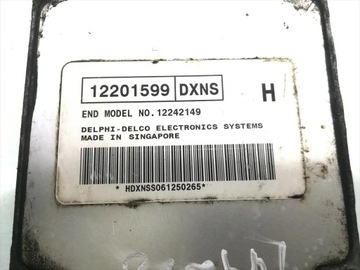 12201599 DXNS H
END MODEL NO. 12242149
DELPHI-DELCO ELECTRONICS SYSTEMS
MADE IN SINGAPORE
*HDXNSS061250265*